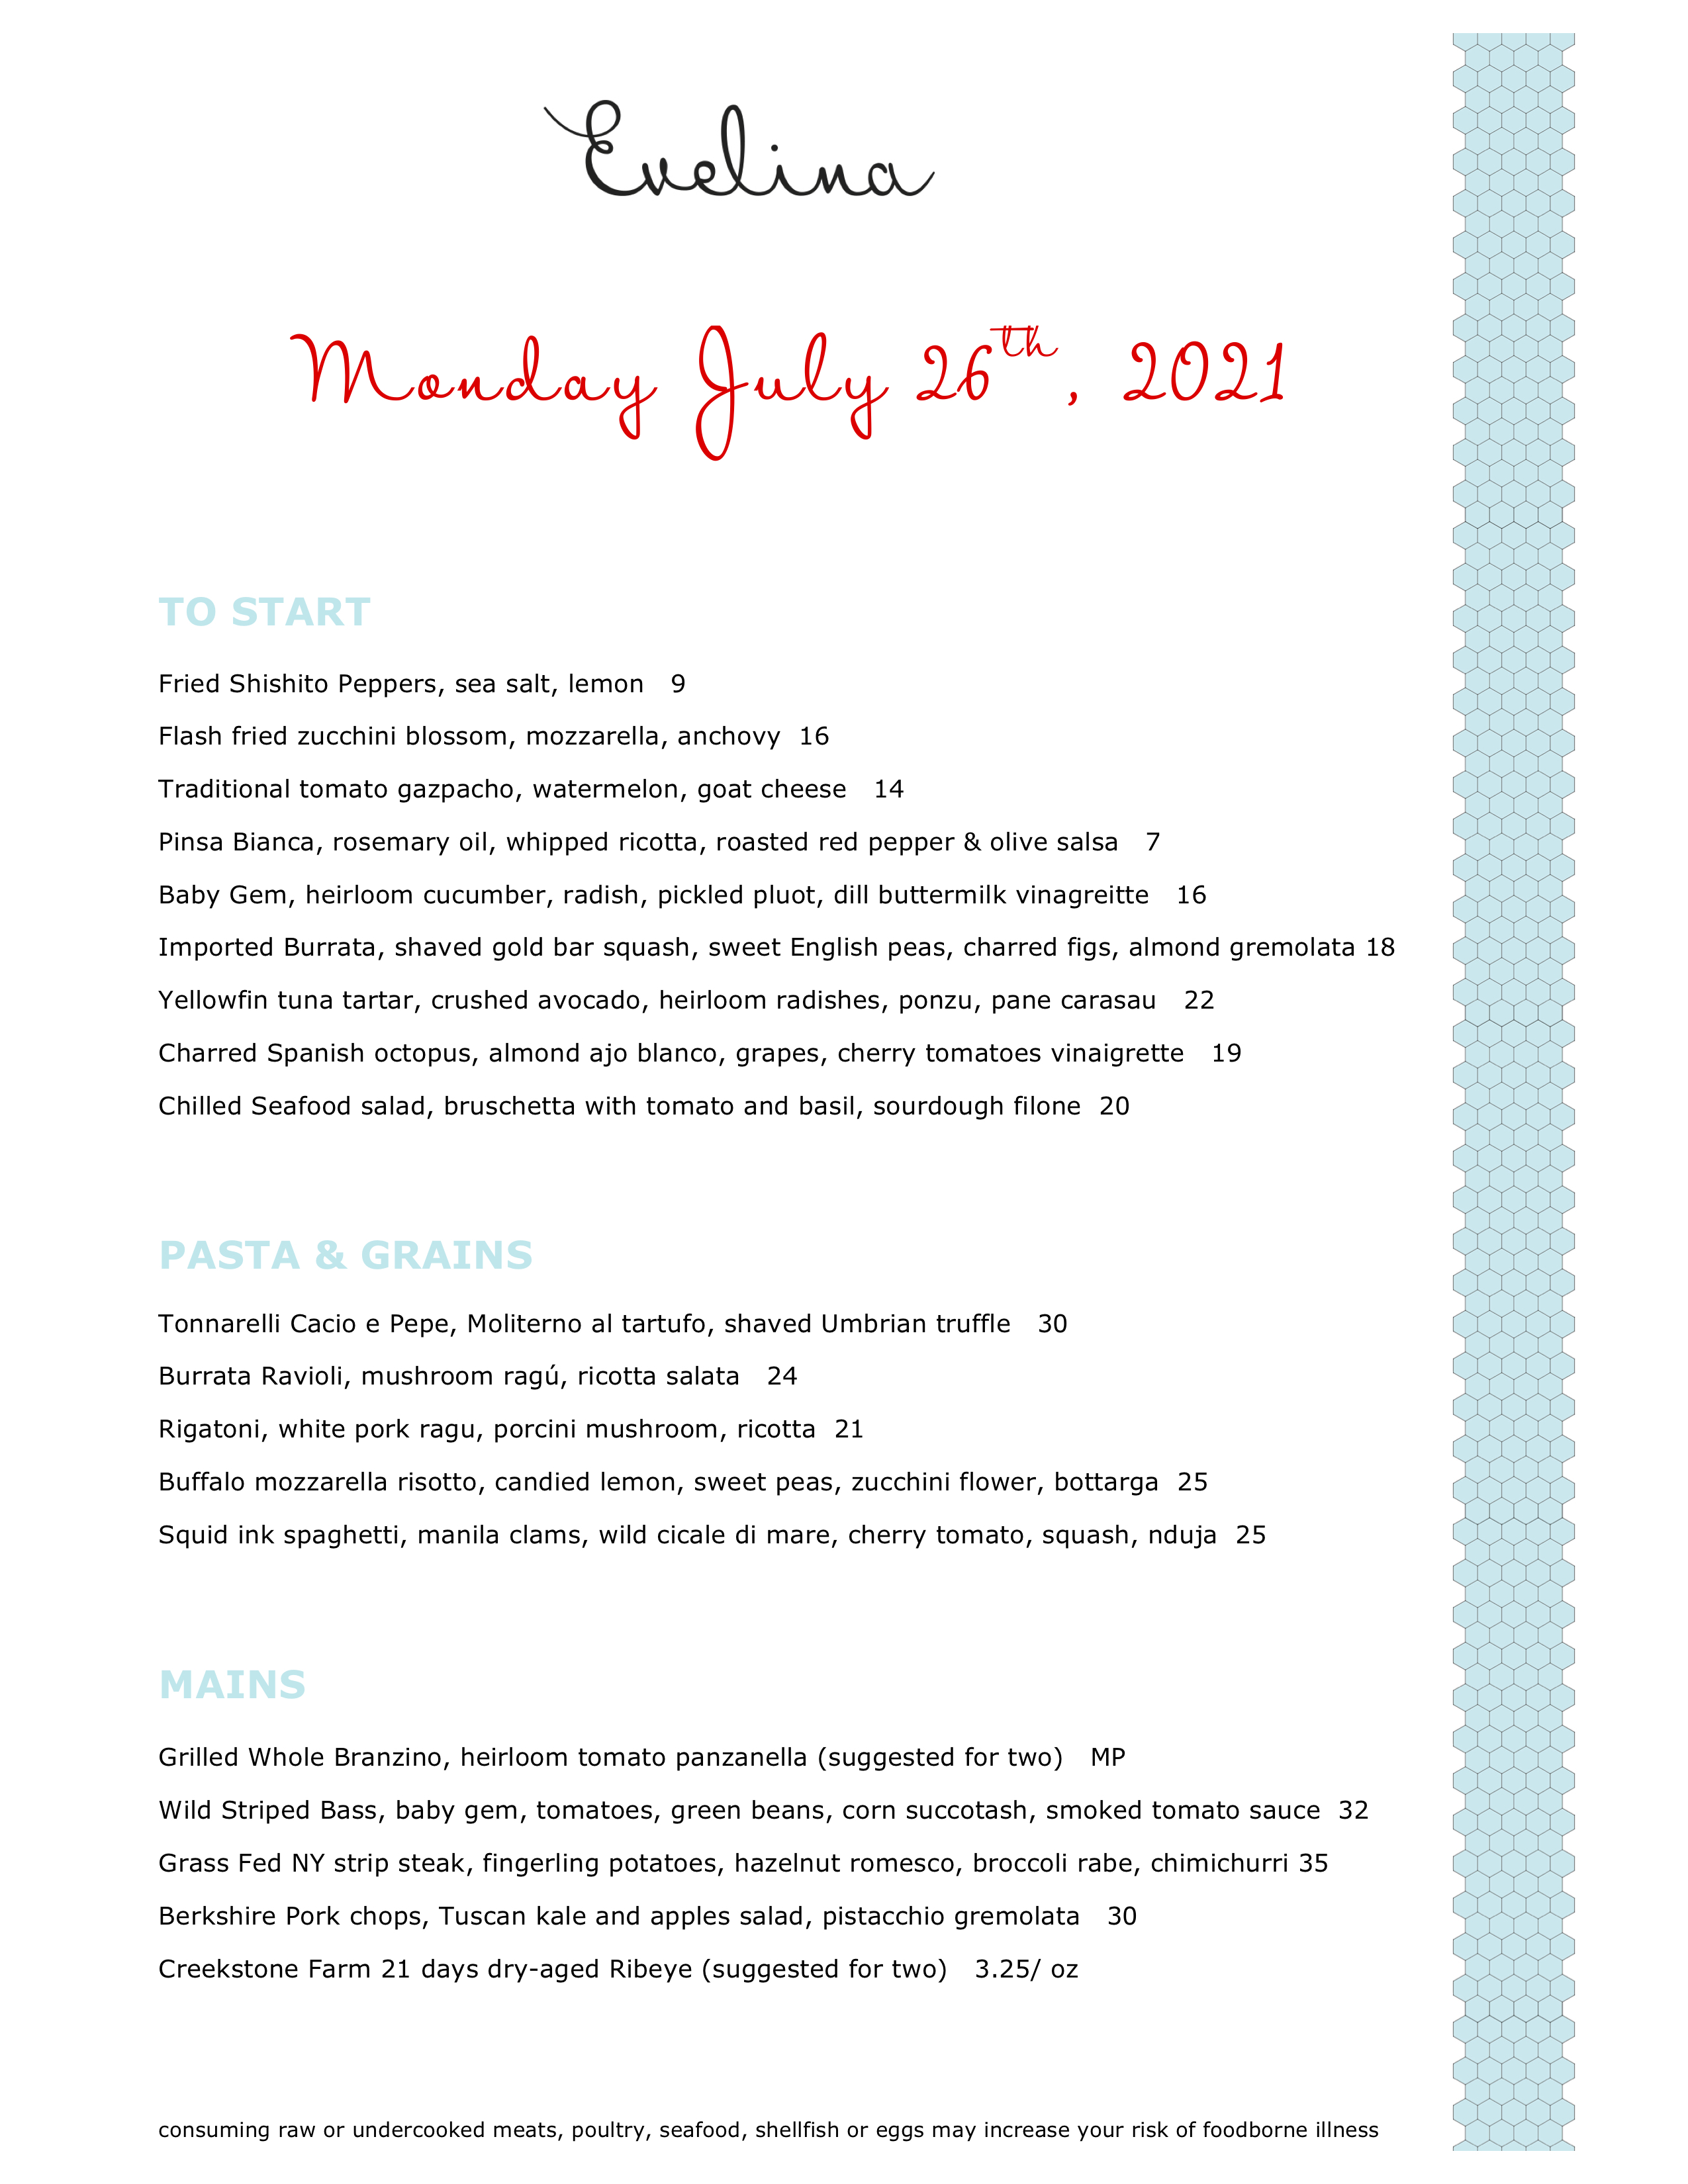 Evelina
Monday July 26th, 2021
TO START
Fried Shishito Peppers, sea salt, lemon 9
Flash fried zucchini blossom, mozzarella, anchovy 16
Traditional tomato gazpacho, watermelon, goat cheese 14
Pinsa Bianca, rosemary oil, whipped ricotta, roasted red pepper & olive salsa 7
Baby Gem, heirloom cucumber, radish, pickled pluot, dill buttermilk vinagreitte 16
Imported Burrata, shaved gold bar squash, sweet English peas, charred figs, almond gremolata 18
Yellowfin tuna tartar, crushed avocado, heirloom radishes, ponzu, pane carasau 22
Charred Spanish octopus, almond ajo blanco, grapes, cherry tomatoes vinaigrette 19
Chilled Seafood salad, bruschetta with tomato and basil, sourdough filone 20
PASTA & GRAINS
Tonnarelli Cacio e Pepe, Moliterno al tartufo, shaved Umbrian truffle 30
Burrata Ravioli, mushroom ragú, ricotta salata 24
Rigatoni, white pork ragu, porcini mushroom, ricotta 21
Buffalo mozzarella risotto, candied lemon, sweet peas, zucchini flower, bottarga 25
Squid ink spaghetti, manila clams, wild cicale di mare, cherry tomato, squash, nduja 25
MAINS
Grilled Whole Branzino, heirloom tomato panzanella (suggested for two) MP
Wild Striped Bass, baby gem, tomatoes, green beans, corn succotash, smoked tomato sauce 32
Grass Fed NY strip steak, fingerling potatoes, hazelnut romesco, broccoli rabe, chimichurri 35
Berkshire Pork chops, Tuscan kale and apples salad, pistacchio gremolata 30
Creekstone Farm 21 days dry-aged Ribeye (suggested for two) 3.25/ oz
consuming raw or undercooked meats, poultry, seafood, shellfish or eggs may increase your risk of foodborne illness